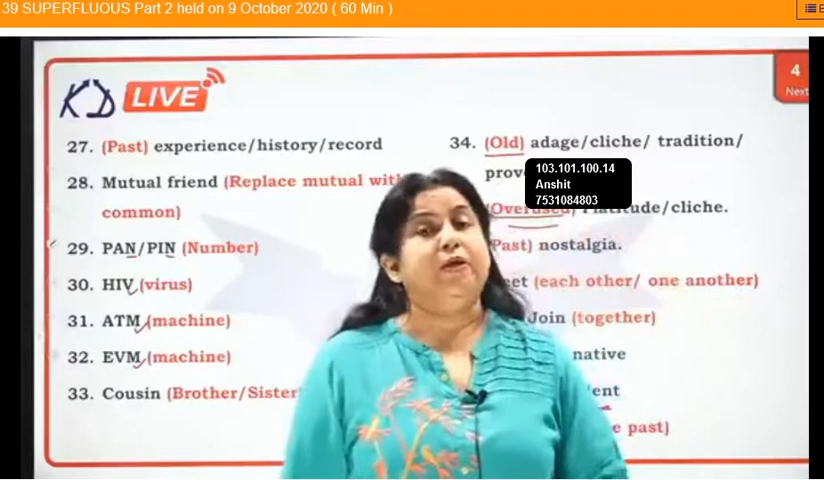 39 SUPERFLUOUS Part 2 held on 9 October 2020 ( 60 Min )
KD LIVE
4
Next
27. (Past) experience/history/record
28. Mutual friend (Replace mutual with
common)
29. PAN/PIN (Number)
30. HIV (virus)
31. ATM (machine)
32. EVM (machine)
33. Cousin (Brother/Sister
34. (Old) adage/cliche/ tradition/
103.101.100.14
Anshit
7531084803
(Overused) /cliche.
(Past) nostalgia.
(each other/ one another)
Join (together)
native
past)